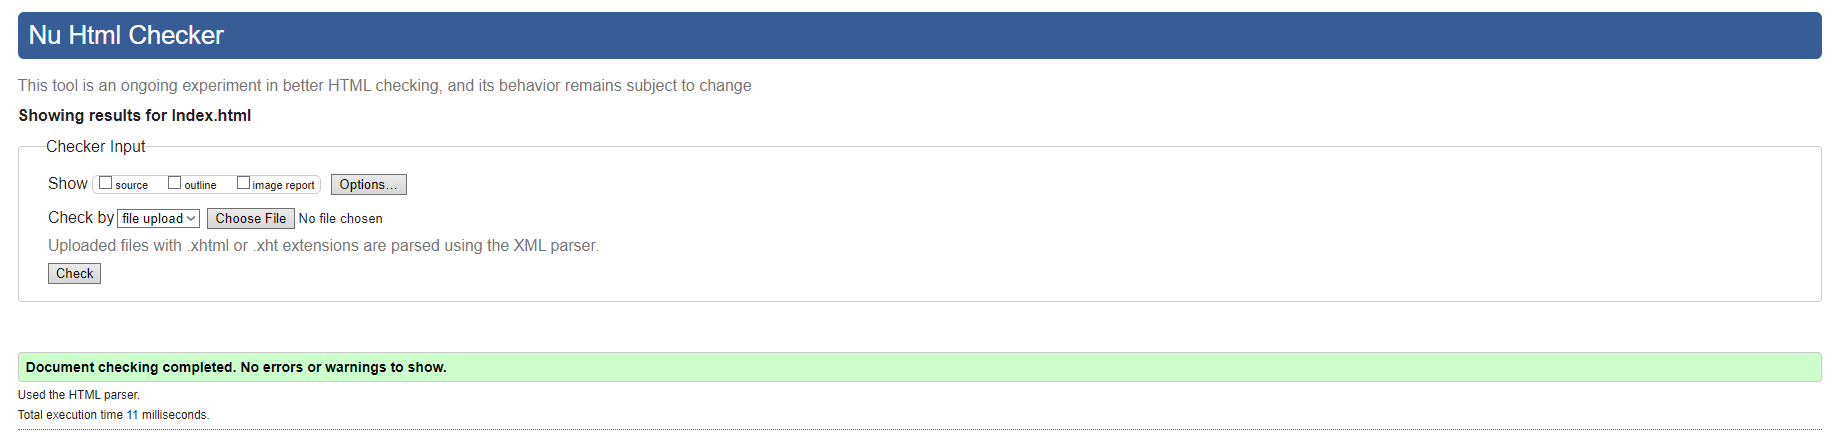 Nu Html Checker
This tool is an ongoing experiment in better HTML checking, and its behavior remains subject to change
Showing results for Index.html
Checker Input
Show source outline image report Options...
Check by file upload Choose File No file chosen
Uploaded files with .xhtml or .xht extensions are parsed using the XML parser.
Check
Document checking completed. No errors or warnings to show.
Used the HTML parser.
Total execution time 11 milliseconds.